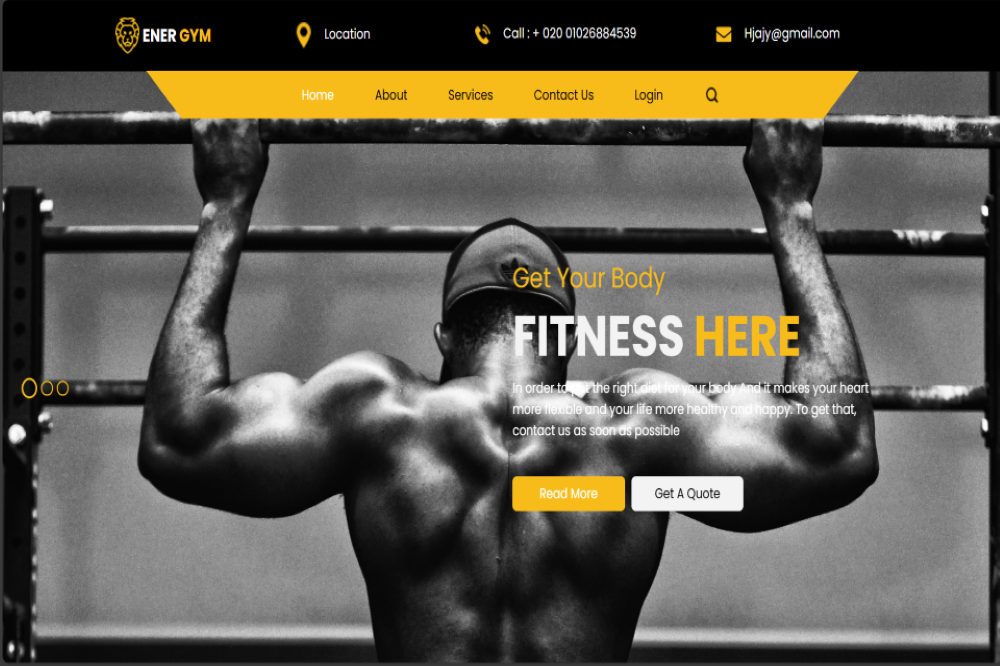 ENER GYM
Location
Call : + 020 01026884539
Hjajy@gmail.com
Home About Services Contact Us Login
Get Your Body
FITNESS HERE
In order to get the right diet for your body And it makes your heart
more flexible and your life more healthy and happy. To get that,
contact us as soon as possible
Read More
Get A Quote